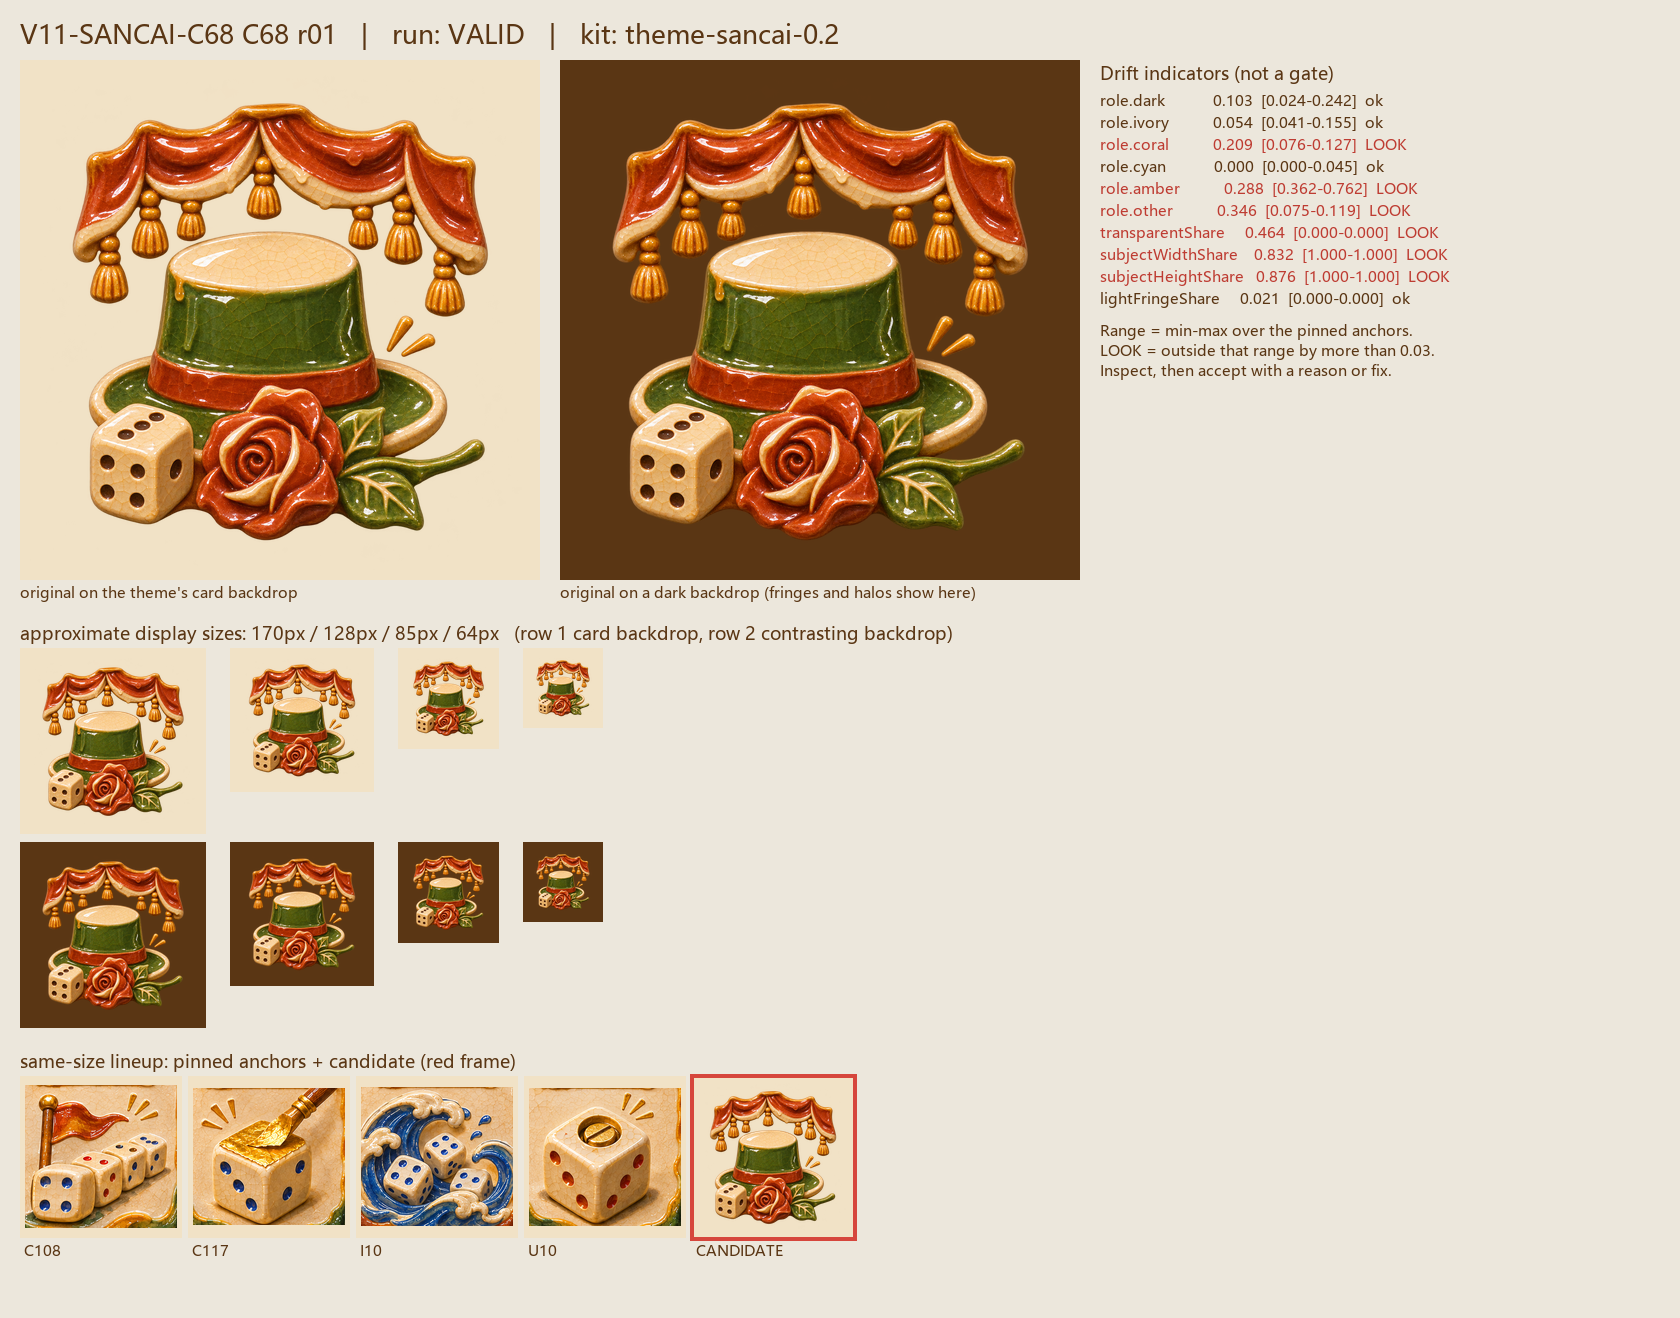 V11-SANCAI-C68 C68 r01 | run: VALID | kit: theme-sancai-0.2
Drift indicators (not a gate)
role.dark 0.103 [0.024-0.242] ok
role.ivory 0.054 [0.041-0.155] ok
role.coral 0.209 [0.076-0.127] LOOK
role.cyan 0.000 [0.000-0.045] ok
role.amber 0.288 [0.362-0.762] LOOK
role.other 0.346 [0.075-0.119] LOOK
transparentShare 0.464 [0.000-0.000] LOOK
subjectWidthShare 0.832 [1.000-1.000] LOOK
subjectHeightShare 0.876 [1.000-1.000] LOOK
lightFringeShare 0.021 [0.000-0.000] ok
Range = min-max over the pinned anchors.
LOOK = outside that range by more than 0.03.
Inspect, then accept with a reason or fix.
original on the theme's card backdrop
original on a dark backdrop (fringes and halos show here)
approximate display sizes: 170px / 128px / 85px / 64px (row 1 card backdrop, row 2 contrasting backdrop)
same-size lineup: pinned anchors + candidate (red frame)
C108
C117
I10
U10
CANDIDATE